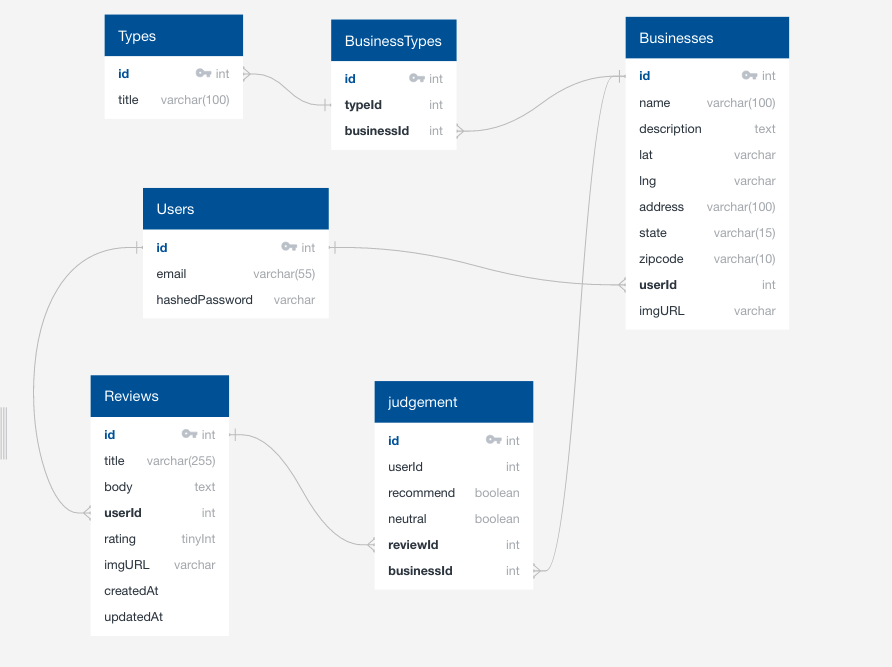 Types
id int
title varchar(100)
BusinessTypes
id int
typeId int
businessId int
Businesses
id int
name varchar(100)
description text
lat varchar
lng varchar
address varchar(100)
state varchar(15)
zipcode varchar(10)
userId int
imgURL varchar
Users
id int
email varchar(55)
hashedPassword varchar
Reviews
id int
title varchar(255)
body text
userId int
rating tinyInt
imgURL varchar
createdAt
updatedAt
judgement
id int
userId int
recommend boolean
neutral boolean
reviewId int
businessId int